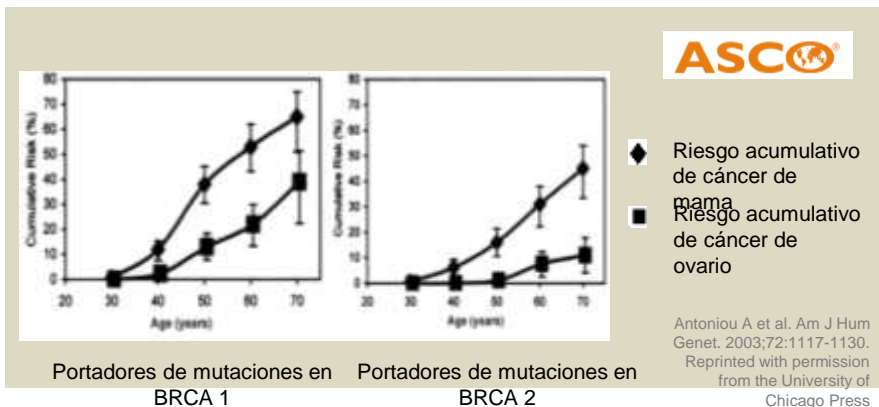 ASCO®
Cumulative Risk (%)
80
70
60
50
40
30
20
10
0
20 30 40 50 60 70
Age (years)
Cumulative Risk (%)
80
70
60
50
40
30
20
10
0
20 30 40 50 60 70
Age (years)
Riesgo acumulativo
de cáncer de
mama
Riesgo acumulativo
de cáncer de
ovario
Portadores de mutaciones en
BRCA 1
Portadores de mutaciones en
BRCA 2
Antoniou A et al. Am J Hum
Genet. 2003;72:1117-1130.
Reprinted with permission
from the University of
Chicago Press